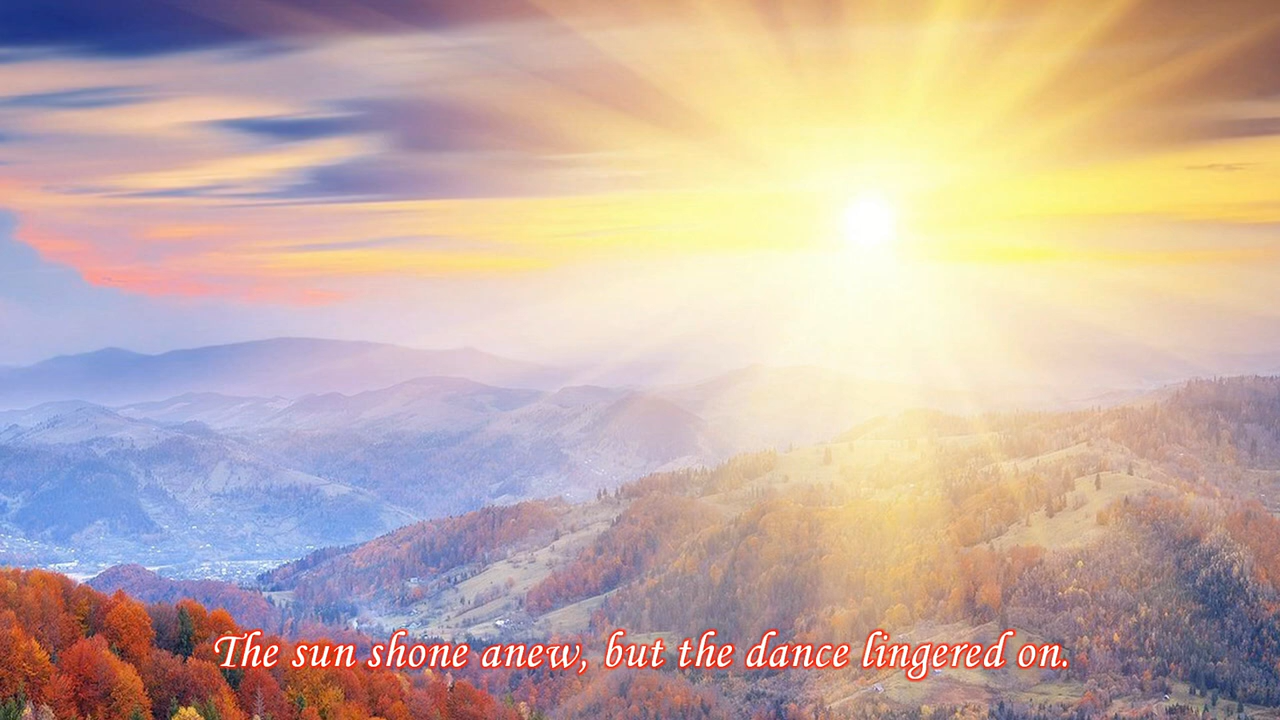 The sun shone anew, but the dance lingered on.